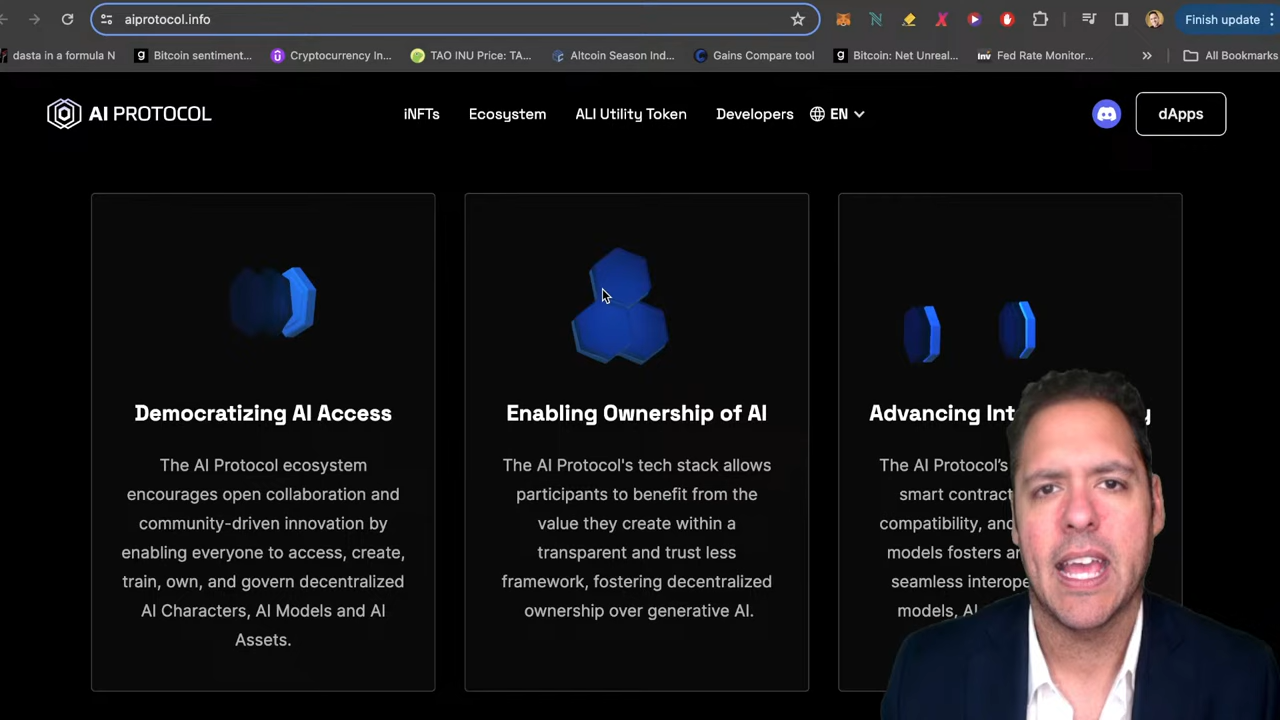 aiprotocol.info
Finish update
dasta in a formula N
Bitcoin sentiment...
Cryptocurrency In...
TAO INU Price: TA...
Altcoin Season Ind...
Gains Compare tool
Bitcoin: Net Unreal...
inv Fed Rate Monitor...
»
All Bookmarks
AI PROTOCOL
iNFTs
Ecosystem
ALI Utility Token
Developers
EN
dApps
Democratizing AI Access
The AI Protocol ecosystem
encourages open collaboration and
community-driven innovation by
enabling everyone to access, create,
train, own, and govern decentralized
AI Characters, AI Models and AI
Assets.
Enabling Ownership of AI
The AI Protocol's tech stack allows
participants to benefit from the
value they create within a
transparent and trust less
framework, fostering decentralized
ownership over generative AI.
Advancing Int
The AI Protocol's
smart contract
compatibility, and
models fosters a
seamless interope
models, A